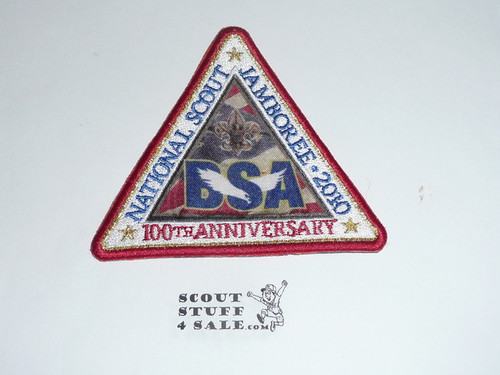 NATIONAL SCOUT
JAMBOREE ★ 2010
BSA
100TH ANNIVERSARY
SCOUT
STUFF
4 SALE.COM